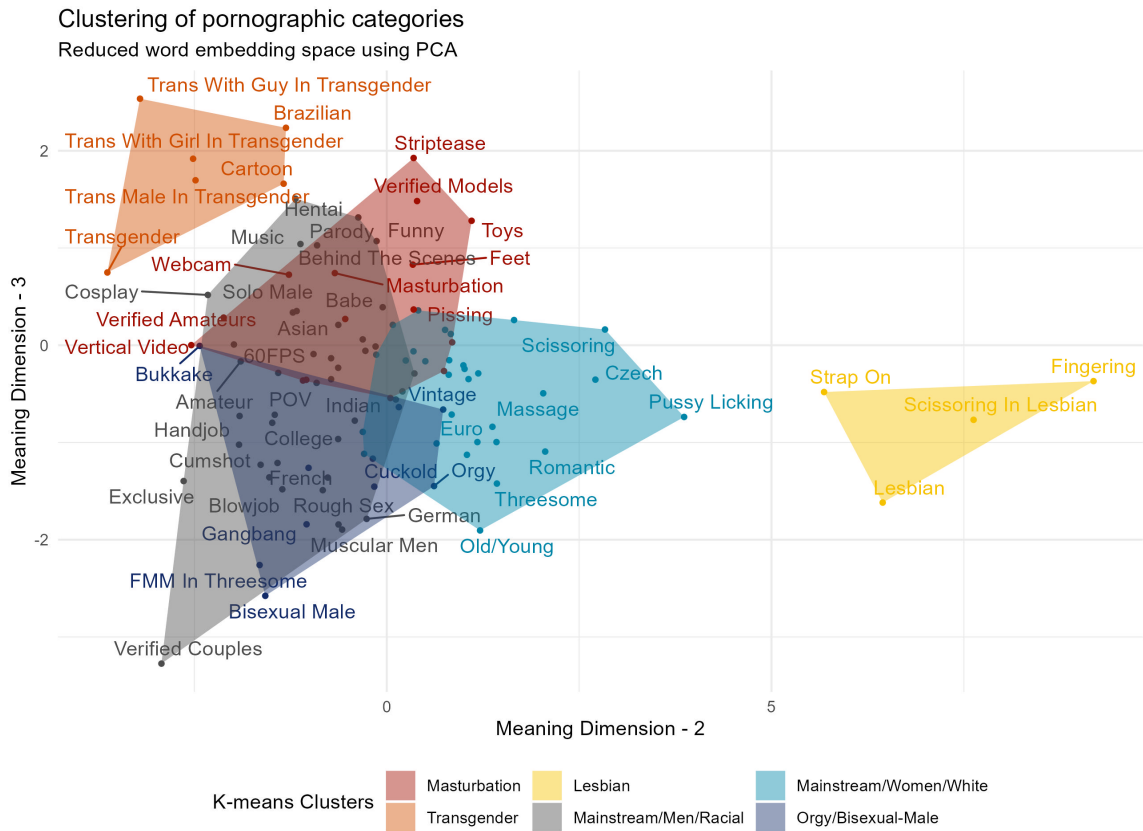 Clustering of pornographic categories
Reduced word embedding space using PCA
Trans With Guy In Transgender
Brazilian
Trans With Girl In Transgender
Cartoon
Trans Male In Transgender
Transgender
Striptease
Verified Models
Hentai
Music
Parody
Funny
Toys
Behind The Scenes
Feet
Webcam
Masturbation
Cosplay
Solo Male
Babe
Pissing
Verified Amateurs
Asian
Vertical Video
60FPS
Bukkake
Scissoring
Czech
Strap On
Fingering
Amateur
POV
Indian
Vintage
Massage
Pussy Licking
Scissoring In Lesbian
Handjob
College
Euro
Cumshot
French
Cuckold
Orgy
Romantic
Lesbian
Exclusive
Blowjob
Rough Sex
German
Threesome
Gangbang
Muscular Men
Old/Young
FMM In Threesome
Bisexual Male
Verified Couples
2
0
-2
Meaning Dimension - 3
0
5
Meaning Dimension - 2
K-means Clusters
Masturbation
Lesbian
Mainstream/Women/White
Transgender
Mainstream/Men/Racial
Orgy/Bisexual-Male